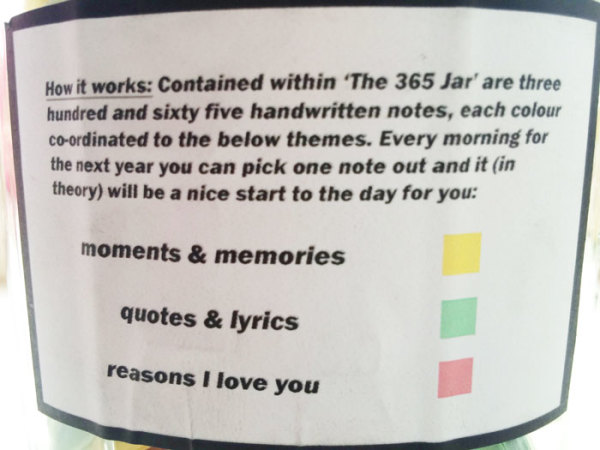 How it works: Contained within ‘The 365 Jar’ are three
hundred and sixty five handwritten notes, each colour
co-ordinated to the below themes. Every morning for
the next year you can pick one note out and it (in
theory) will be a nice start to the day for you:
moments & memories
quotes & lyrics
reasons I love you